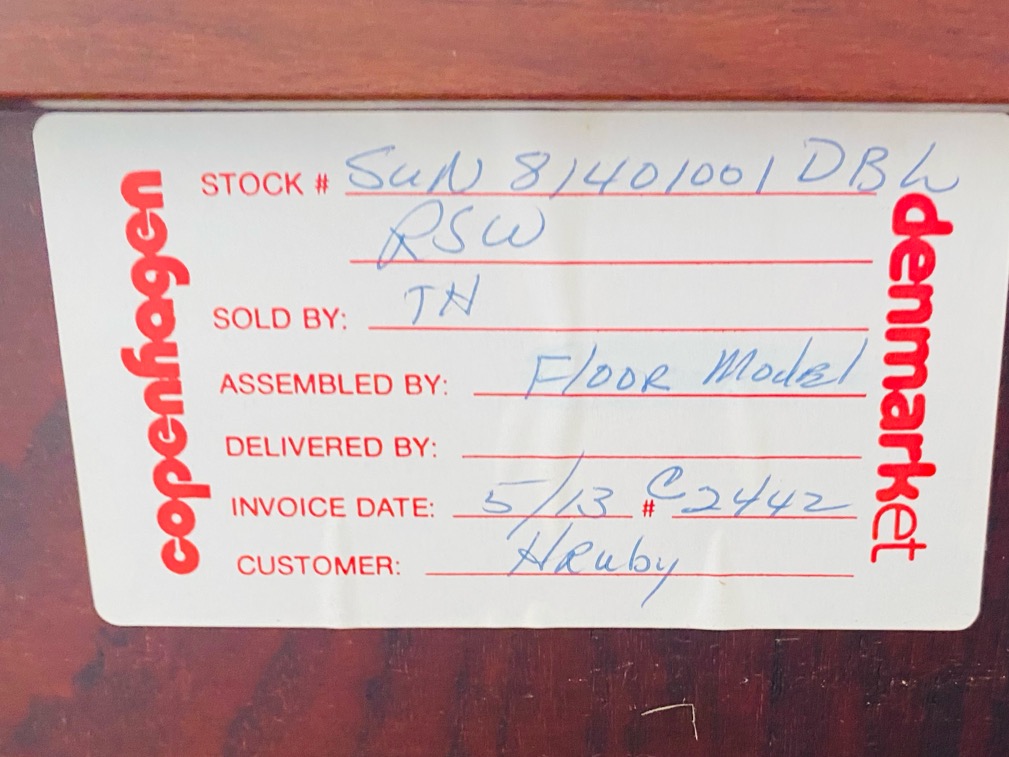 copenhagen
STOCK # SUN 81401001 DBL
RSW
SOLD BY: TH
ASSEMBLED BY: FLOOR MODEL
DELIVERED BY:
INVOICE DATE: 5/13 # C2442
CUSTOMER: HRuby
denmarket